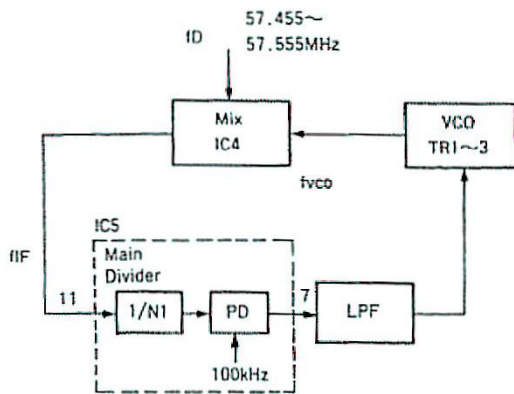 57.455～
fD
57.555MHz
Mix
IC4
VCO
TR1～3
fvco
IC5
fIF
Main
Divider
11
1/N1
PD
7
LPF
100kHz